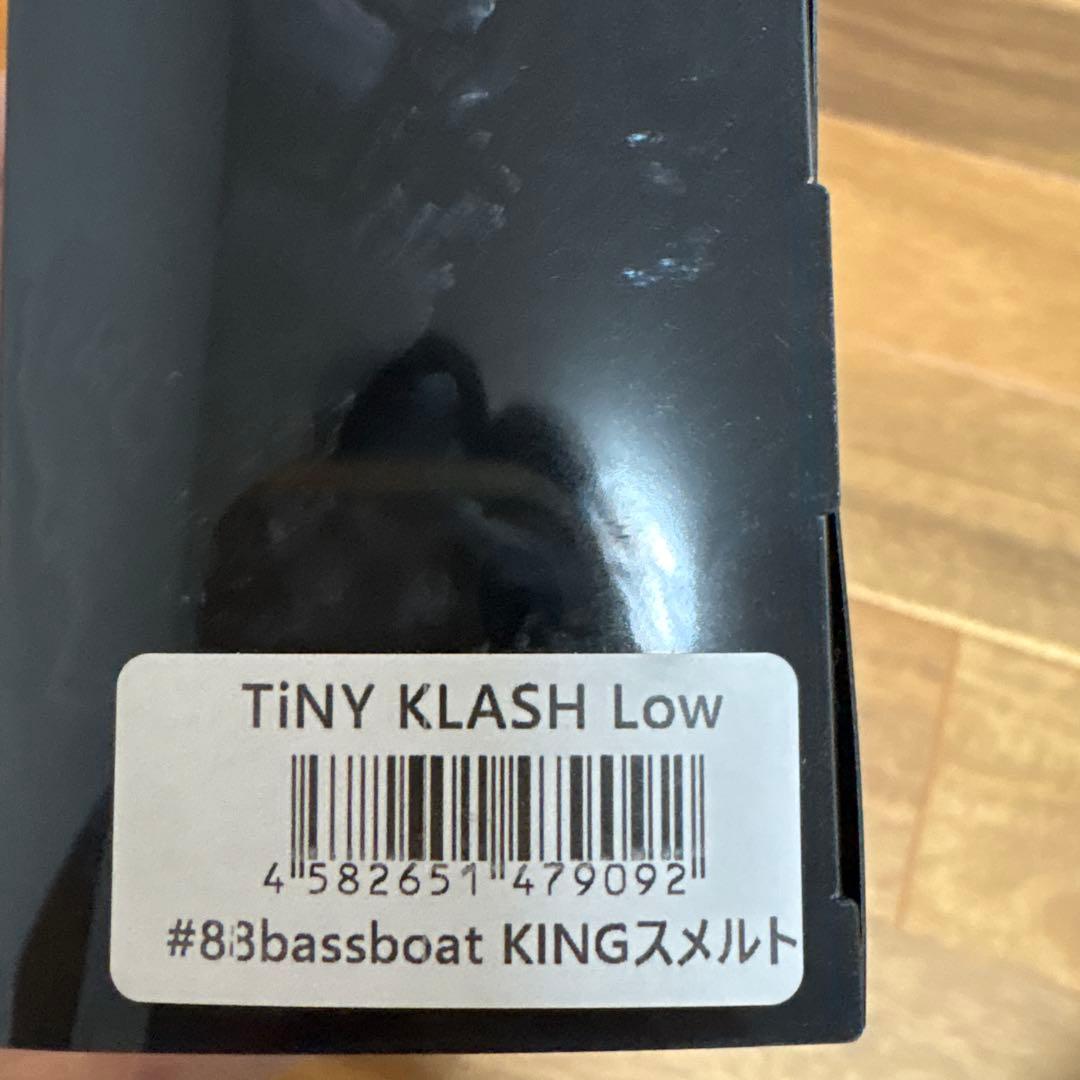 TiNY KLASH Low
4 582651 479092
#88bassboat KINGスメルト